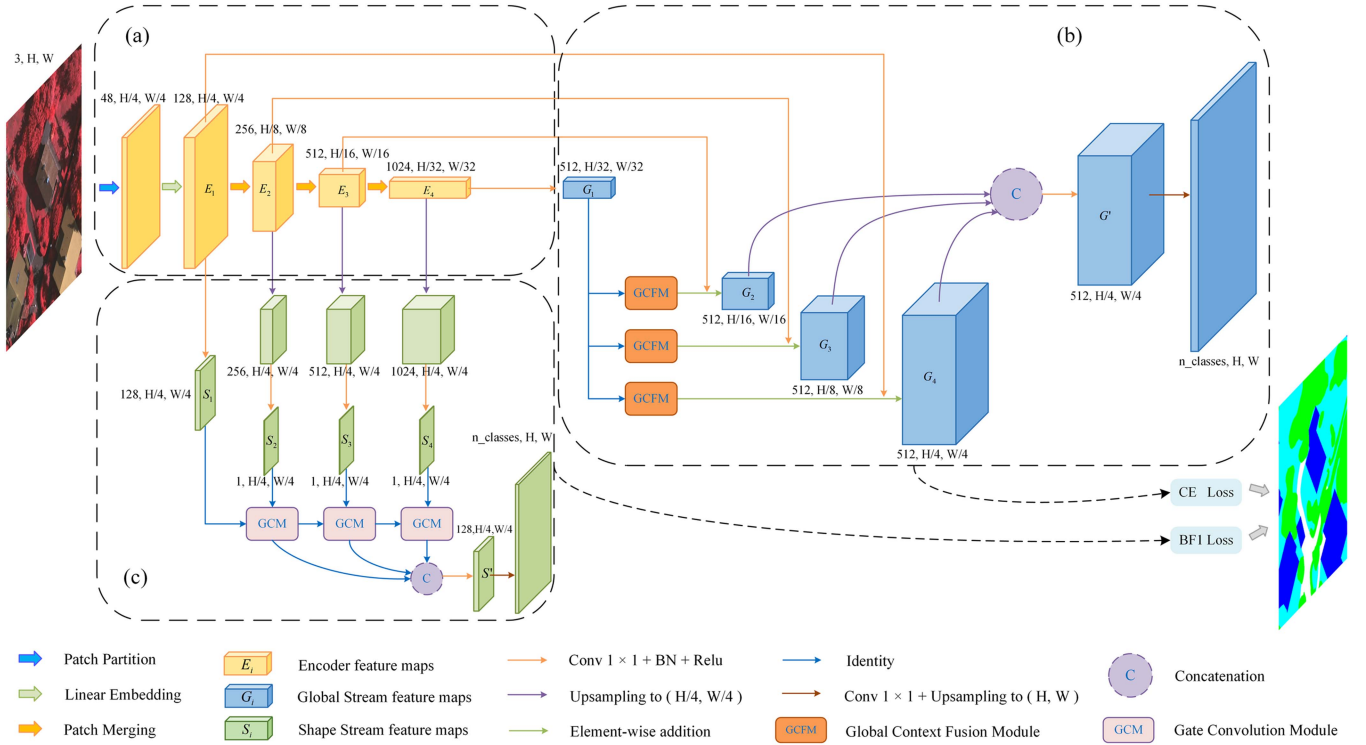 (a)
(b)
3, H, W
48, H/4, W/4
128, H/4, W/4
256, H/8, W/8
512, H/16, W/16
1024, H/32, W/32
512, H/32, W/32
E1
E2
E3
E4
G1
C
G'
512, H/4, W/4
GCFM
G2
512, H/16, W/16
GCFM
G3
512, H/8, W/8
GCFM
G4
512, H/4, W/4
n_classes, H, W
256, H/4, W/4
512, H/4, W/4
1024, H/4, W/4
128, H/4, W/4
S1
S2
S3
S4
1, H/4, W/4
1, H/4, W/4
1, H/4, W/4
n_classes, H, W
GCM
GCM
GCM
128,H/4,W/4
C
S'
(c)
CE Loss
BF1 Loss
Patch Partition
Linear Embedding
Patch Merging
Ei
Encoder feature maps
Gi
Global Stream feature maps
Si
Shape Stream feature maps
Conv 1 × 1 + BN + Relu
Upsampling to ( H/4, W/4 )
Element-wise addition
Identity
Conv 1 × 1 + Upsampling to ( H, W )
GCFM
Global Context Fusion Module
C
Concatenation
GCM
Gate Convolution Module